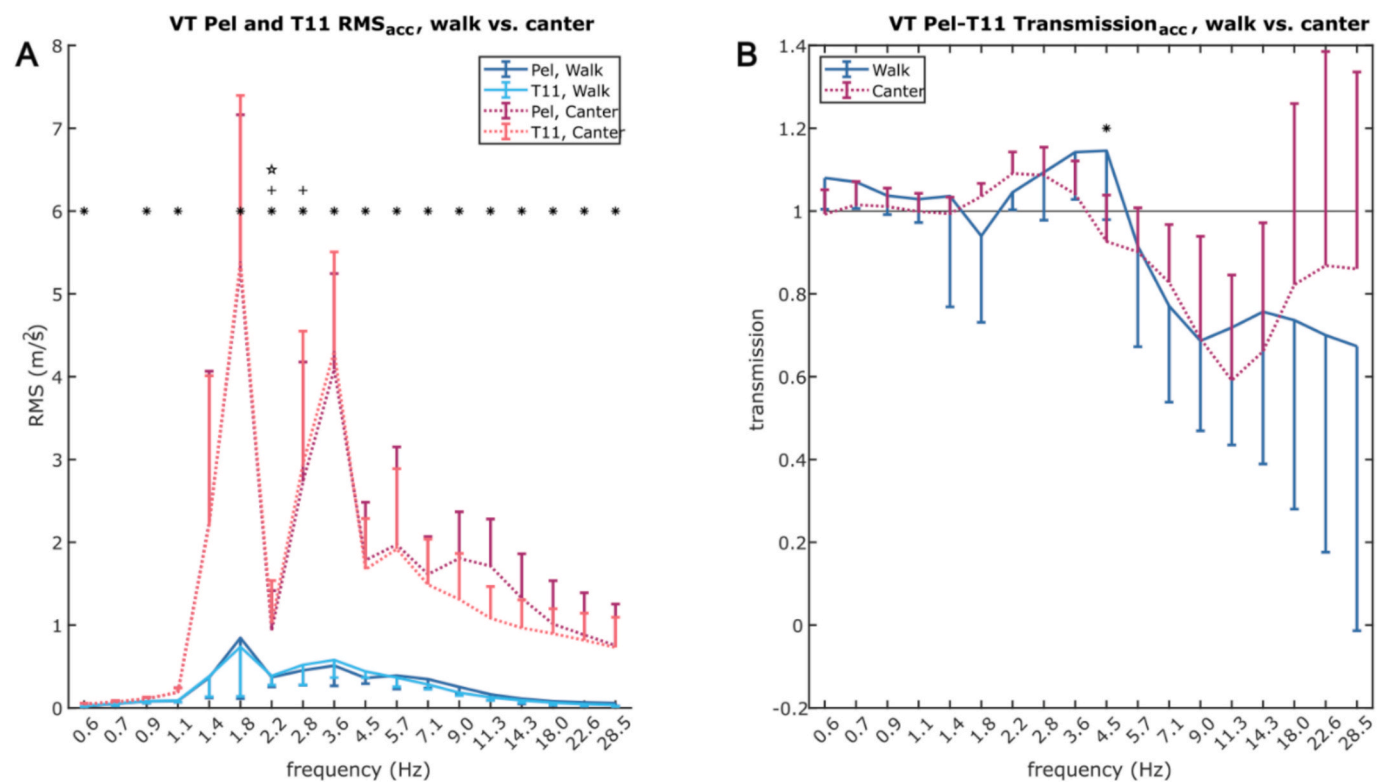 A
VT Pel and T11 RMSacc, walk vs. canter
8
7
6
5
4
3
2
1
0
RMS (m/s²)
Pel, Walk
T11, Walk
Pel, Canter
T11, Canter
0.6 0.7 0.9 1.1 1.4 1.8 2.2 2.8 3.6 4.5 5.7 7.1 9.0 11.3 14.3 18.0 22.6 28.5
frequency (Hz)
B
VT Pel-T11 Transmissionacc, walk vs. canter
1.4
1.2
1
0.8
0.6
0.4
0.2
0
-0.2
transmission
Walk
Canter
0.6 0.7 0.9 1.1 1.4 1.8 2.2 2.8 3.6 4.5 5.7 7.1 9.0 11.3 14.3 18.0 22.6 28.5
frequency (Hz)